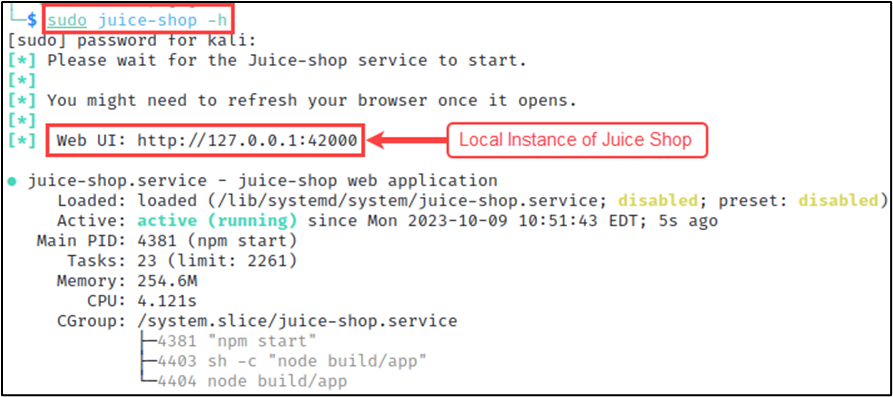 └─$ sudo juice-shop -h
[sudo] password for kali:
[*] Please wait for the Juice-shop service to start.
[*]
[*] You might need to refresh your browser once it opens.
[*]
[*] Web UI: http://127.0.0.1:42000
Local Instance of Juice Shop
● juice-shop.service - juice-shop web application
Loaded: loaded (/lib/systemd/system/juice-shop.service; disabled; preset: disabled)
Active: active (running) since Mon 2023-10-09 10:51:43 EDT; 5s ago
Main PID: 4381 (npm start)
Tasks: 23 (limit: 2261)
Memory: 254.6M
CPU: 4.121s
CGroup: /system.slice/juice-shop.service
├─4381 "npm start"
├─4403 sh -c "node build/app"
└─4404 node build/app